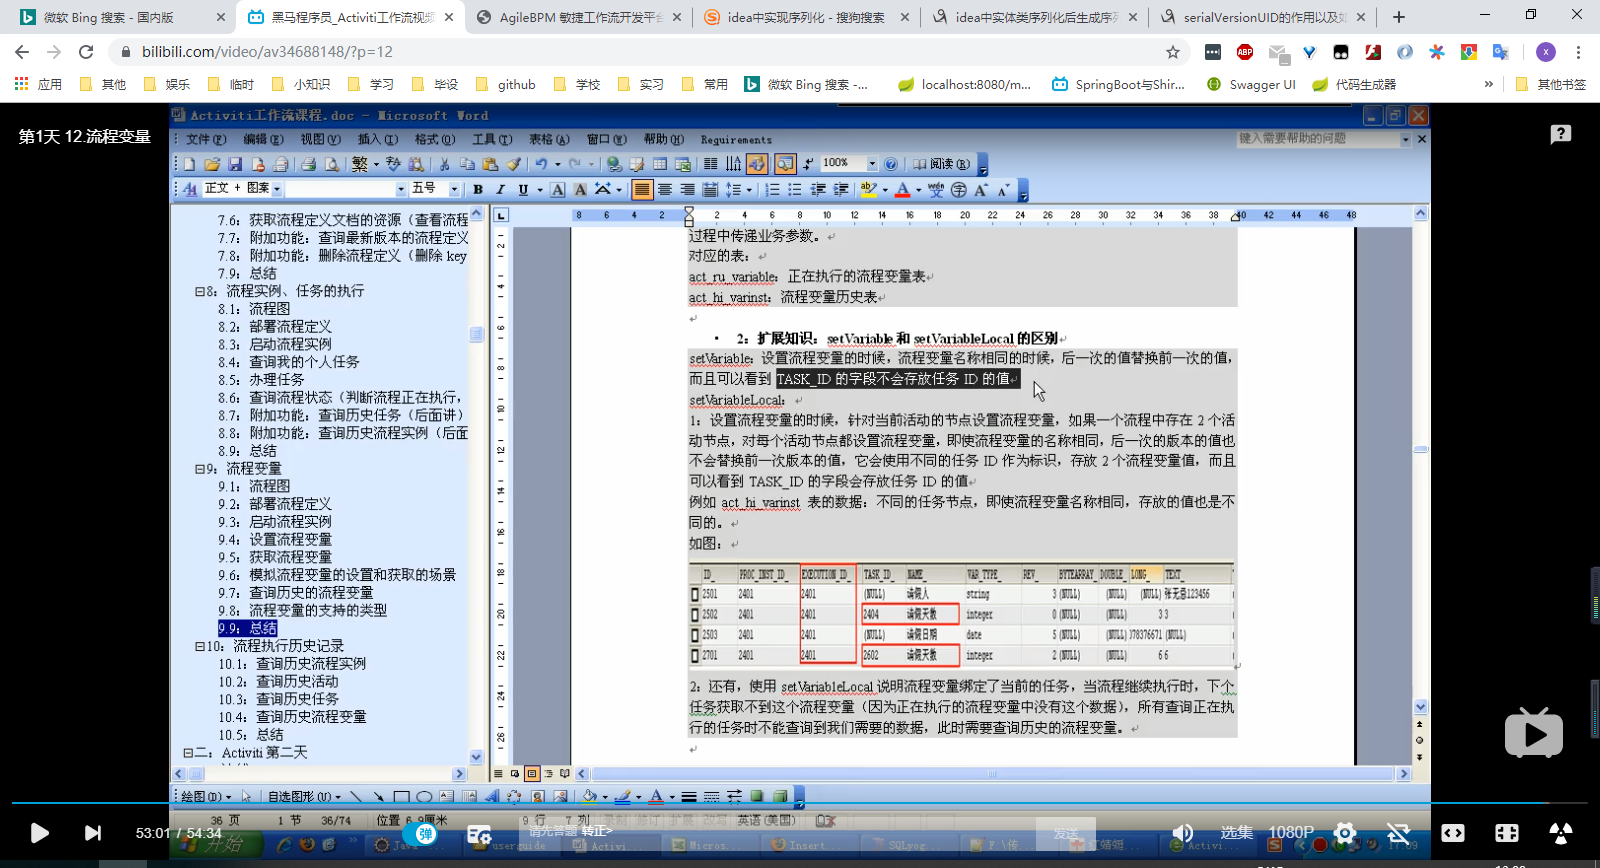 微软 Bing 搜索 - 国内版
黑马程序员_Activiti工作流视频
AgileBPM 敏捷工作流开发平台
idea中实现序列化 - 搜狗搜索
idea中实体类序列化后生成序列
serialVersionUID的作用以及如
bilibili.com/video/av34688148/?p=12
应用
其他
娱乐
临时
小知识
学习
毕设
github
学校
实习
常用
微软 Bing 搜索 -...
localhost:8080/m...
SpringBoot与Shir...
Swagger UI
代码生成器
»
其他书签
第1天 12.流程变量
Activiti工作流课程.doc - Microsoft Word
文件(F) 编辑(E) 视图(V) 插入(I) 格式(O) 工具(T) 表格(A) 窗口(W) 帮助(H) Requirements
键入需要帮助的问题
100%
阅读(R)
正文 + 图案
五号
B I U
8 6 4 2 2 4 6 8 10 12 14 16 18 20 22 24 26 28 30 32 34 36 38 40 42 44 46 48
7.6: 获取流程定义文档的资源（查看流程
7.7: 附加功能: 查询最新版本的流程定义
7.8: 附加功能: 删除流程定义（删除 key
7.9: 总结
8: 流程实例、任务的执行
8.1: 流程图
8.2: 部署流程定义
8.3: 启动流程实例
8.4: 查询我的个人任务
8.5: 办理任务
8.6: 查询流程状态（判断流程正在执行，
8.7: 附加功能: 查询历史任务（后面讲）
8.8: 附加功能: 查询历史流程实例（后面
8.9: 总结
9: 流程变量
9.1: 流程图
9.2: 部署流程定义
9.3: 启动流程实例
9.4: 设置流程变量
9.5: 获取流程变量
9.6: 模拟流程变量的设置和获取的场景
9.7: 查询历史的流程变量
9.8: 流程变量的支持的类型
9.9: 总结
10: 流程执行历史记录
10.1: 查询历史流程实例
10.2: 查询历史活动
10.3: 查询历史任务
10.4: 查询历史流程变量
10.5: 总结
二: Activiti 第二天
过程中传递业务参数。
对应的表:
act_ru_variable: 正在执行的流程变量表
act_hi_varinst: 流程变量历史表
• 2: 扩展知识: setVariable 和 setVariableLocal 的区别
setVariable: 设置流程变量的时候，流程变量名称相同的时候，后一次的值替换前一次的值，
而且可以看到 TASK_ID 的字段不会存放任务 ID 的值
setVariableLocal:
1: 设置流程变量的时候，针对当前活动的节点设置流程变量，如果一个流程中存在 2 个活
动节点，对每个活动节点都设置流程变量，即使流程变量的名称相同，后一次的版本的值也
不会替换前一次版本的值，它会使用不同的任务 ID 作为标识，存放 2 个流程变量值，而且
可以看到 TASK_ID 的字段会存放任务 ID 的值
例如 act_hi_varinst 表的数据: 不同的任务节点，即使流程变量名称相同，存放的值也是不
同的。
如图:
ID_ PROC_INST_ID_ EXECUTION_ID_ TASK_ID_ NAME_ VAR_TYPE_ REV_ BYTEARRAY_ DOUBLE_ LONG_ TEXT_
2501 2401 2401 (NULL) 请假人 string 3 (NULL) (NULL) (NULL) 张无忌123456
2502 2401 2401 2404 请假天数 integer 0 (NULL) (NULL) 3 3
2503 2401 2401 (NULL) 请假日期 date 5 (NULL) (NULL) 078376671 (NULL)
2701 2401 2401 2602 请假天数 integer 2 (NULL) (NULL) 6 6
2: 还有，使用 setVariableLocal 说明流程变量绑定了当前的任务，当流程继续执行时，下个
任务获取不到这个流程变量（因为正在执行的流程变量中没有这个数据），所有查询正在执
行的任务时不能查询到我们需要的数据，此时需要查询历史的流程变量。
绘图(D) 自选图形(U)
36 页 1 节 36/74 位置 6.9厘米 9 行 7 列 录制 修订 扩展 改写 英语(美国)
53:01 / 54:34
弹
请先答题 转正>
发送
选集 1080P
开始 userguide Activi... Micros... Insert... SQLyog... Activi... 17:09